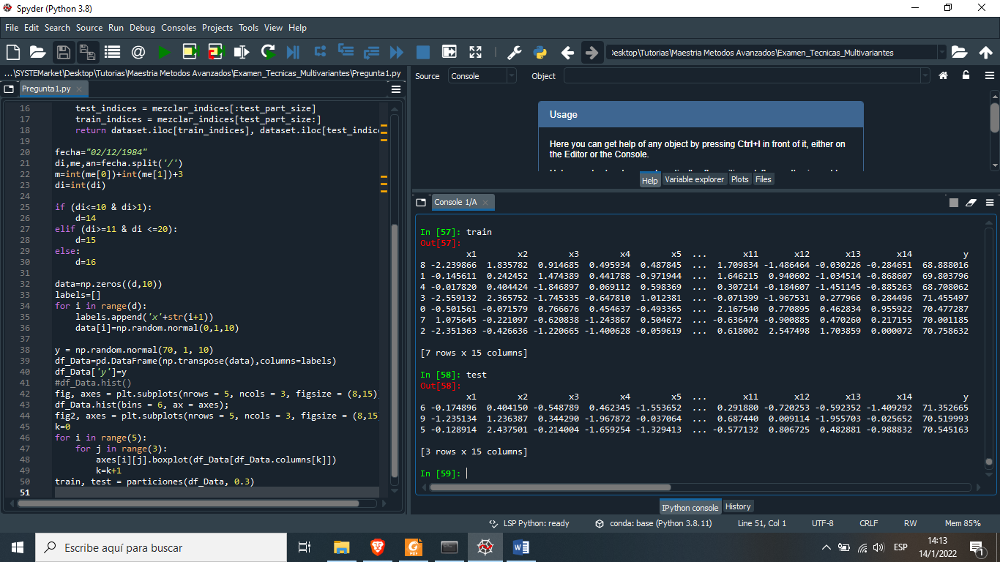 Spyder (Python 3.8)
File Edit Search Source Run Debug Consoles Projects Tools View Help
Desktop\Tutorias\Maestria Metodos Avanzados\Examen_Tecnicas_Multivariantes
...\SYSTEMarket\Desktop\Tutorias\Maestria Metodos Avanzados\Examen_Tecnicas_Multivariantes\Pregunta1.py
Pregunta1.py
16 test_indices = mezclar_indices[:test_part_size]
17 train_indices = mezclar_indices[test_part_size:]
18 return dataset.iloc[train_indices], dataset.iloc[test_indice
19
20 fecha="02/12/1984"
21 di,me,an=fecha.split('/')
22 m=int(me[0])+int(me[1])+3
23 di=int(di)
24
25 if (di<=10 & di>1):
26 d=14
27 elif (di>=11 & di <=20):
28 d=15
29 else:
30 d=16
31
32 data=np.zeros((d,10))
33 labels=[]
34 for i in range(d):
35 labels.append('x'+str(i+1))
36 data[i]=np.random.normal(0,1,10)
37
38 y = np.random.normal(70, 1, 10)
39 df_Data=pd.DataFrame(np.transpose(data),columns=labels)
40 df_Data['y']=y
41 #df_Data.hist()
42 fig, axes = plt.subplots(nrows = 5, ncols = 3, figsize = (8,15)
43 df_Data.hist(bins = 6, ax = axes);
44 fig2, axes = plt.subplots(nrows = 5, ncols = 3, figsize = (8,15
45 k=0
46 for i in range(5):
47 for j in range(3):
48 axes[i][j].boxplot(df_Data[df_Data.columns[k]])
49 k=k+1
50 train, test = particiones(df_Data, 0.3)
51
Source Console Object
Usage
Here you can get help of any object by pressing Ctrl+I in front of it, either on
the Editor or the Console.
Help Variable explorer Plots Files
Console 1/A
In [57]: train
Out[57]:
x1 x2 x3 x4 x5 ... x11 x12 x13 x14 y
8 -2.239866 1.835782 0.914685 0.495934 0.487845 ... 1.709834 -1.486464 -0.030226 -0.284651 68.888016
1 -0.145611 0.242452 1.474389 0.441788 -0.971944 ... 1.646215 0.940602 -1.034514 -0.868607 69.803796
4 -0.017820 0.404424 -1.846897 0.069112 0.598369 ... 0.307214 -0.184607 -1.451145 -0.885263 68.708062
3 -2.559132 2.365752 -1.745335 -0.647810 1.012381 ... -0.071399 -1.967531 0.277966 0.284496 71.455497
0 -0.501561 -0.071579 0.766676 0.454637 -0.493365 ... 2.167540 0.770895 0.462834 0.955922 70.477287
7 1.075645 -0.221097 -0.620838 -1.243867 0.504672 ... -0.636474 -0.900885 0.470260 0.217155 70.001185
2 -2.351363 -0.426636 -1.220665 -1.400628 -0.059619 ... 0.618002 2.547498 1.703859 0.000072 70.758632
[7 rows x 15 columns]
In [58]: test
Out[58]:
x1 x2 x3 x4 x5 ... x11 x12 x13 x14 y
6 -0.174896 0.404150 -0.548789 0.462345 -1.553652 ... 0.291880 -0.720253 -0.592352 -1.409292 71.352665
9 -1.235134 1.236387 0.344290 -1.967872 -0.037064 ... 0.687440 0.009114 -1.955703 -0.025652 70.519993
5 -0.128914 2.437501 -0.214004 -1.659254 -1.329413 ... -0.577132 0.806725 0.482881 -0.988832 70.545163
[3 rows x 15 columns]
In [59]:
IPython console History
LSP Python: ready conda: base (Python 3.8.11) Line 51, Col 1 UTF-8 CRLF RW Mem 85%
Escribe aquí para buscar
ESP
14:13
14/1/2022
1